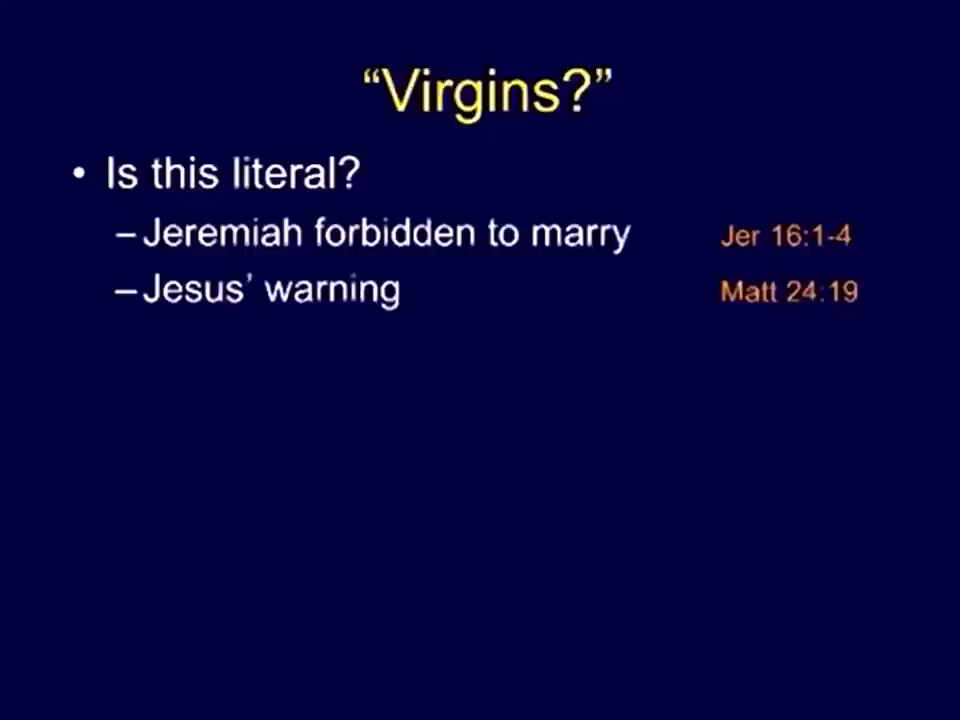 “Virgins?”
• Is this literal?
– Jeremiah forbidden to marry Jer 16:1-4
– Jesus’ warning Matt 24:19